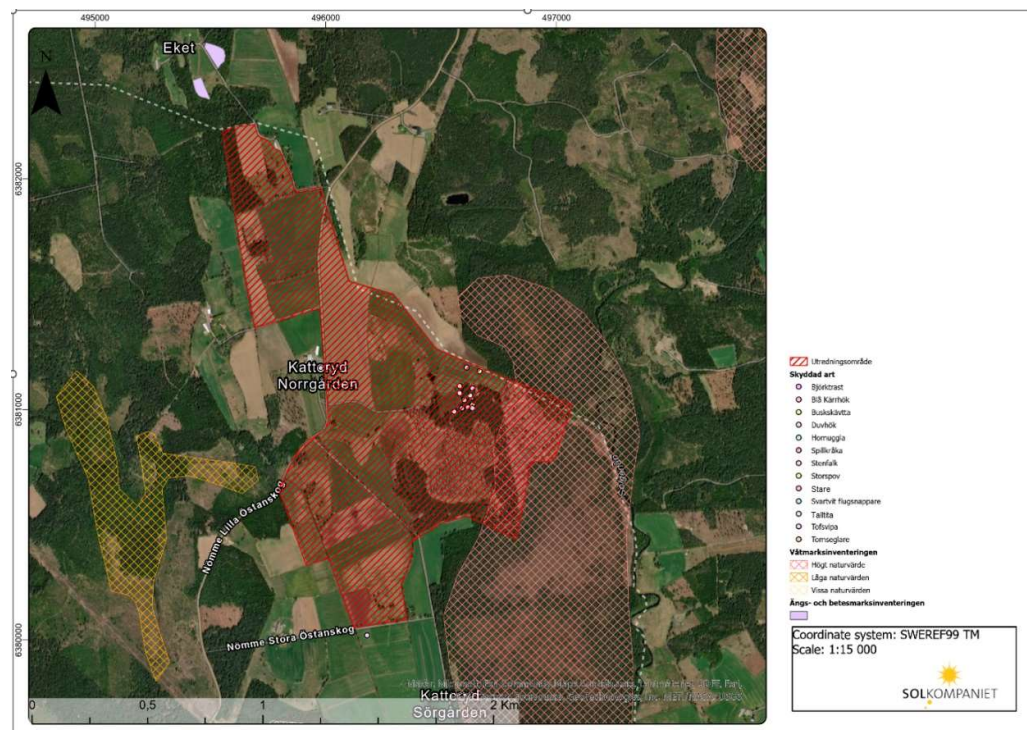 495000
496000
497000
Eket
N
6382000
Katteryd
Norrgården
6381000
Nömme Lilla Östanskog
Nömme Stora Östanskog
6380000
Katteryd
Sörgården
0
0,5
1
2 Km
Utredningsområde
Skyddad art
Björktrast
Blå Kärrhök
Buskskävtta
Duvhök
Hornuggla
Spillkråka
Stenfalk
Storspov
Stare
Svartvit flugsnappare
Talltita
Tofsvipa
Tornseglare
Våtmarksinventeringen
Högt naturvärde
Låga naturvärden
Vissa naturvärden
Ängs- och betesmarksinventeringen
Coordinate system: SWEREF99 TM
Scale: 1:15 000
SOLKOMPANIET